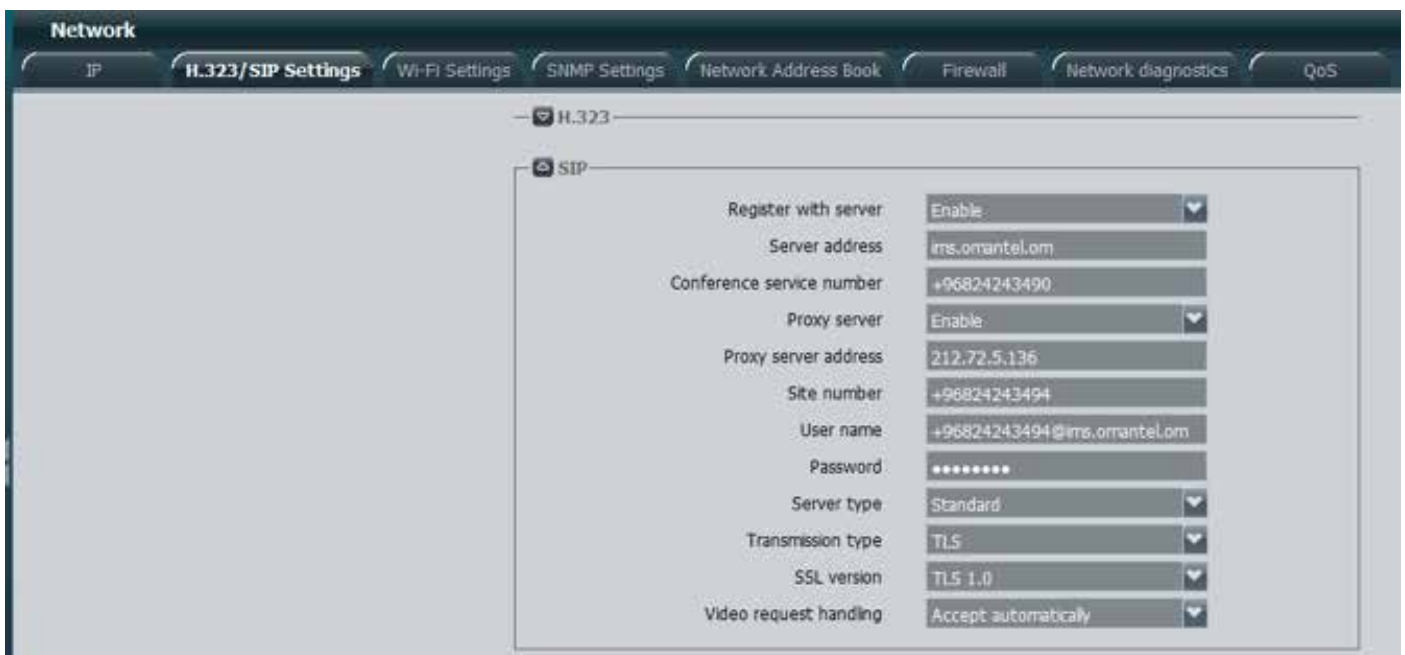 Network
IP H.323/SIP Settings Wi-Fi Settings SNMP Settings Network Address Book Firewall Network diagnostics QoS
H.323
SIP
Register with server Enable
Server address ims.omantel.om
Conference service number +96824243490
Proxy server Enable
Proxy server address 212.72.5.136
Site number +96824243494
User name +96824243494@ims.omantel.om
Password ••••••••
Server type Standard
Transmission type TLS
SSL version TLS 1.0
Video request handling Accept automatically